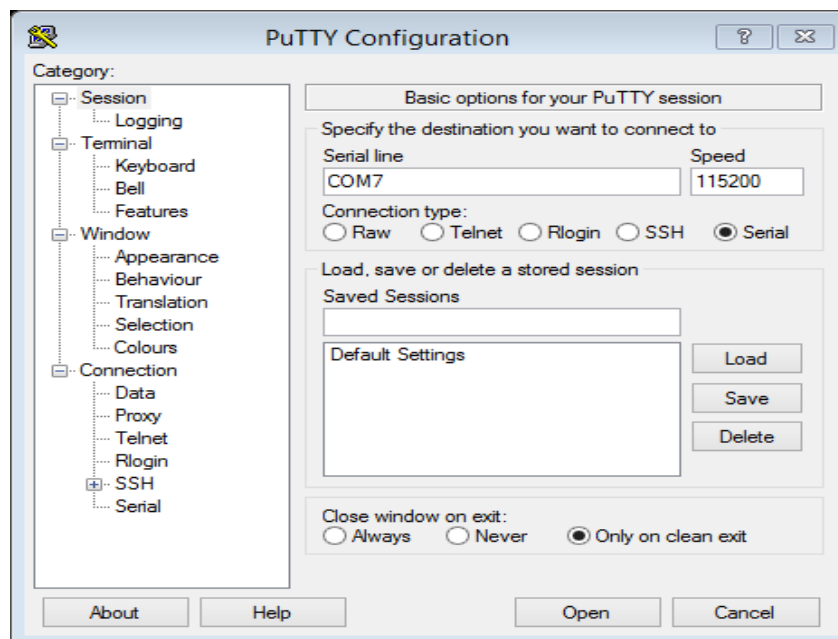 PuTTY Configuration
Category:
Session
Logging
Terminal
Keyboard
Bell
Features
Window
Appearance
Behaviour
Translation
Selection
Colours
Connection
Data
Proxy
Telnet
Rlogin
SSH
Serial
Basic options for your PuTTY session
Specify the destination you want to connect to
Serial line Speed
COM7 115200
Connection type:
Raw Telnet Rlogin SSH Serial
Load, save or delete a stored session
Saved Sessions
Default Settings
Load
Save
Delete
Close window on exit:
Always Never Only on clean exit
About Help Open Cancel